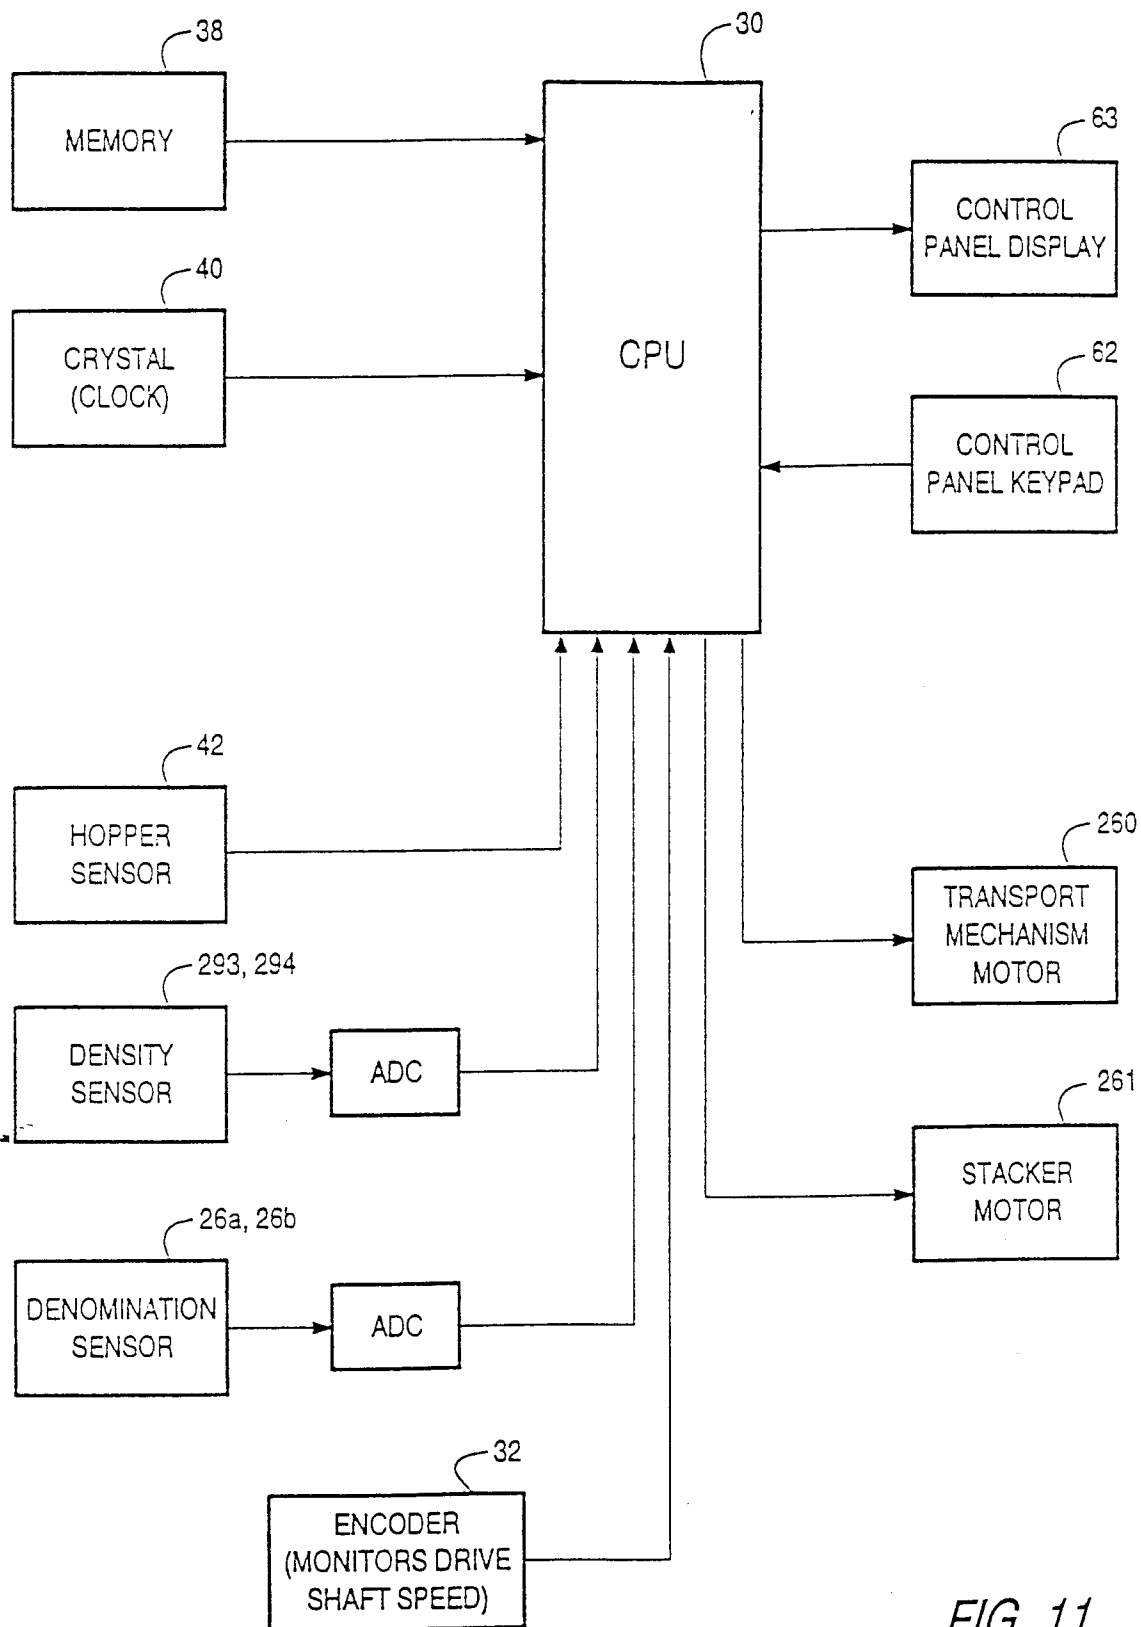 38
MEMORY
30
CPU
63
CONTROL
PANEL DISPLAY
40
CRYSTAL
(CLOCK)
62
CONTROL
PANEL KEYPAD
42
HOPPER
SENSOR
260
TRANSPORT
MECHANISM
MOTOR
293, 294
DENSITY
SENSOR
ADC
261
STACKER
MOTOR
26a, 26b
DENOMINATION
SENSOR
ADC
32
ENCODER
(MONITORS DRIVE
SHAFT SPEED)
FIG. 11